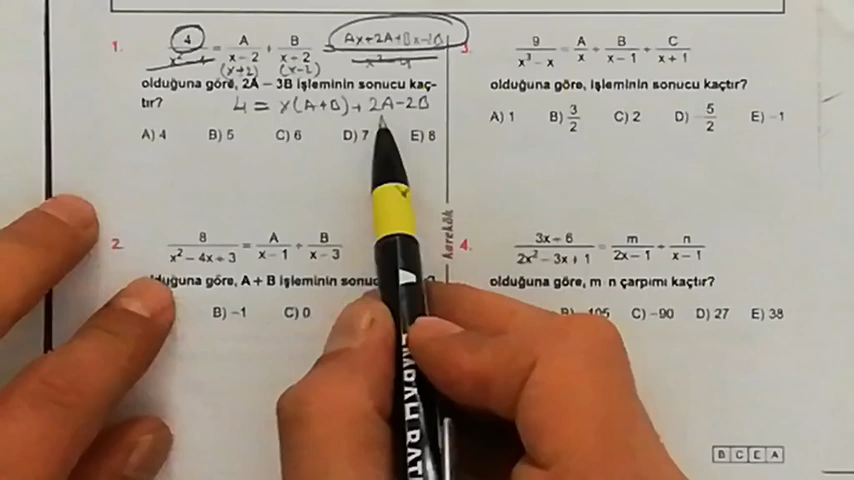 1. 4 / x² - 4 = A / x - 2 + B / x - 2 = Ax+2A+Bx-2B / x²-4
(x+2) (x-2)
olduğuna göre, 2A – 3B işleminin sonucu kaç-
tır? 4 = x(A+B)+2A-2B
A) 4 B) 5 C) 6 D) 7 E) 8
2. 8 / x² – 4x + 3 = A / x – 1 + B / x – 3
olduğuna göre, A + B işleminin
B) –1 C) 0
karekök
3. 9 / x³ – x = A / x + B / x – 1 + C / x + 1
olduğuna göre, işleminin sonucu kaçtır?
A) 1 B) 3/2 C) 2 D) –5/2 E) –1
4. 3x – 6 / 2x² – 3x + 1 = m / 2x – 1 + n / x – 1
olduğuna göre, m n çarpımı kaçtır?
B) –105 C) –90 D) 27 E) 38
B C E A